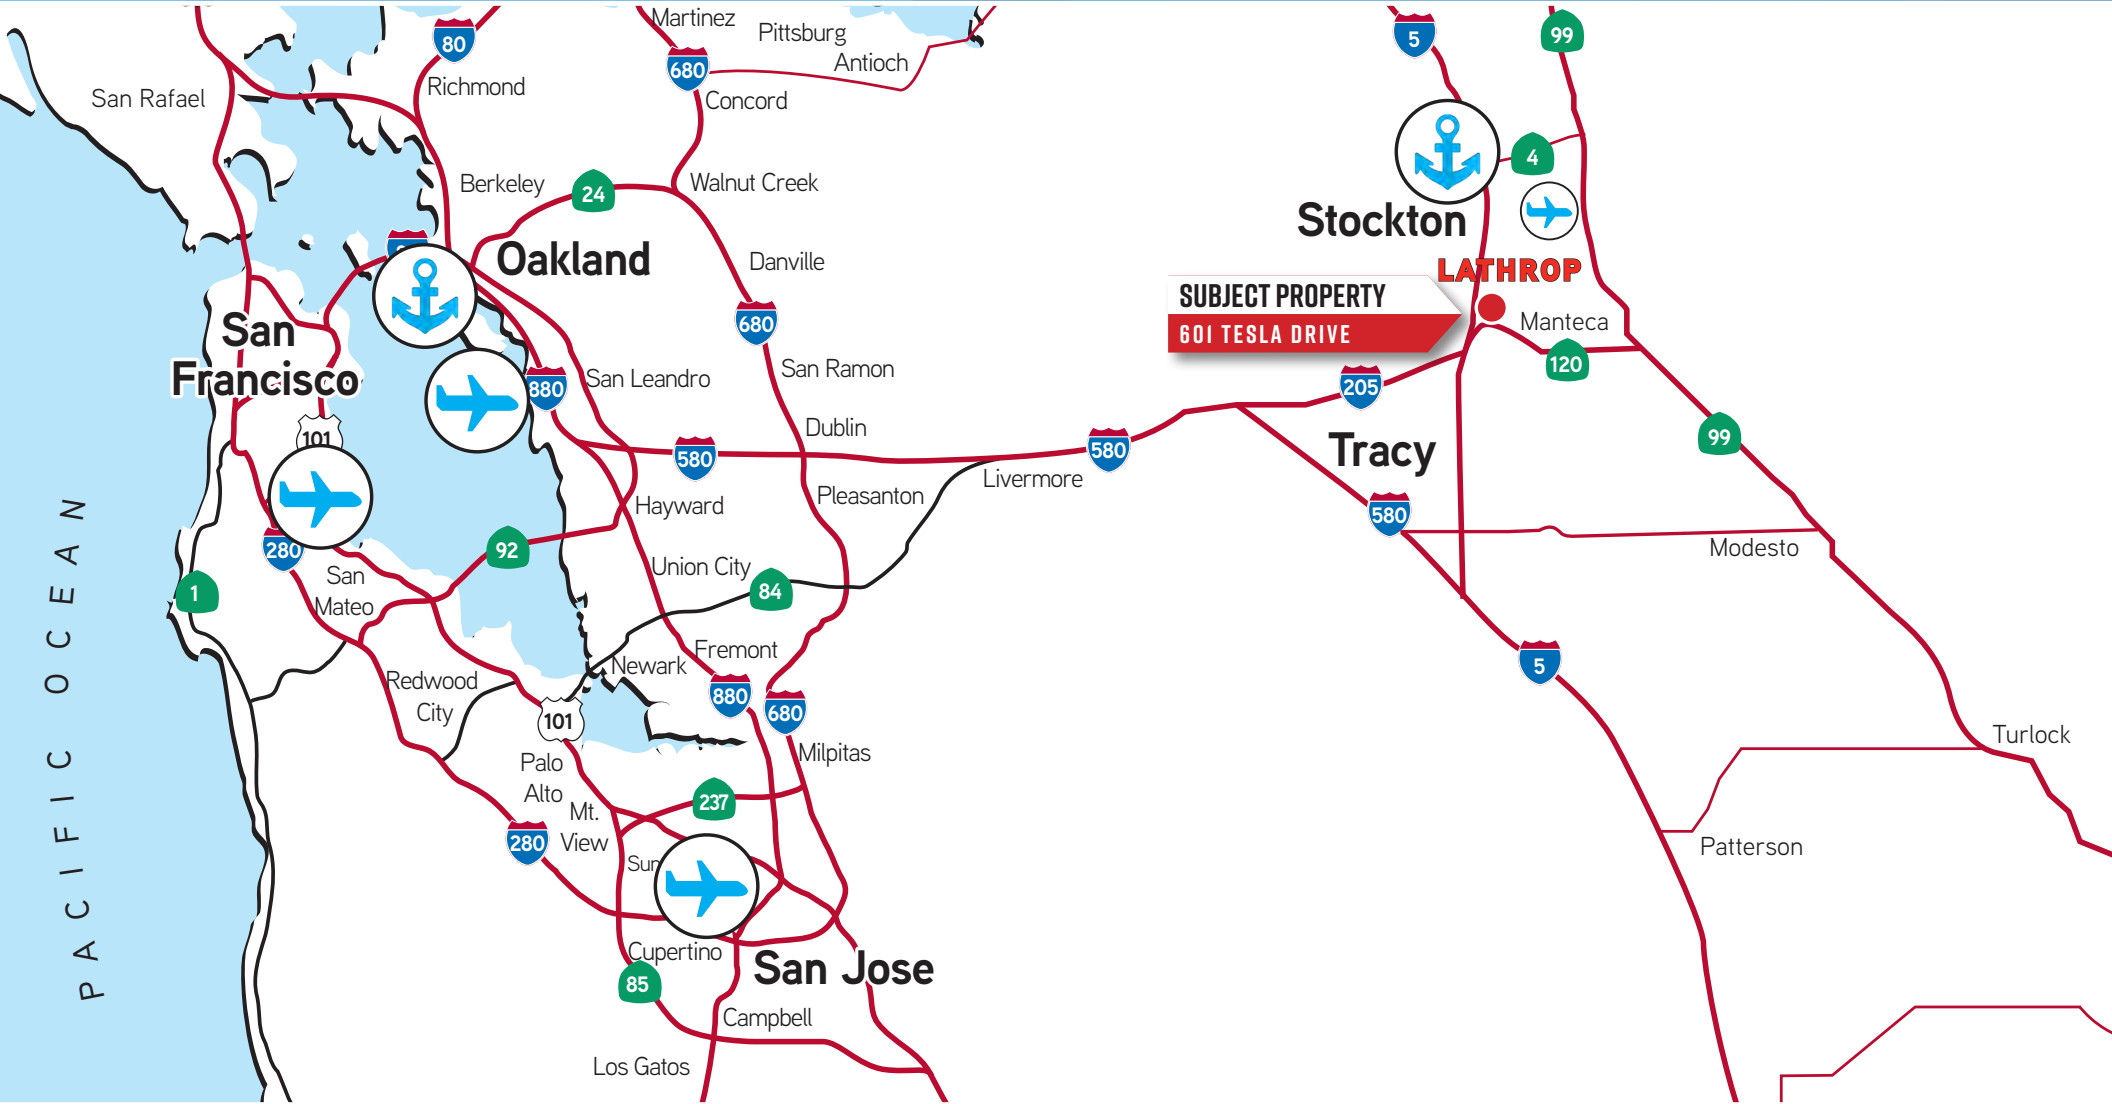 Martinez
Pittsburg
Antioch
80
680
5
99
San Rafael
Richmond
Concord
Berkeley
24
Walnut Creek
4
Stockton
Oakland
Danville
LATHROP
SUBJECT PROPERTY
601 TESLA DRIVE
Manteca
120
San
Francisco
680
San Ramon
880
San Leandro
205
101
Dublin
580
580
Livermore
Tracy
99
Pleasanton
Hayward
580
Modesto
280
92
San
Mateo
Union City
84
1
PACIFIC OCEAN
Fremont
Newark
5
Redwood
City
880
680
101
Milpitas
Turlock
Palo
Alto
Mt.
View
237
280
Patterson
Cupertino
85
San Jose
Campbell
Los Gatos